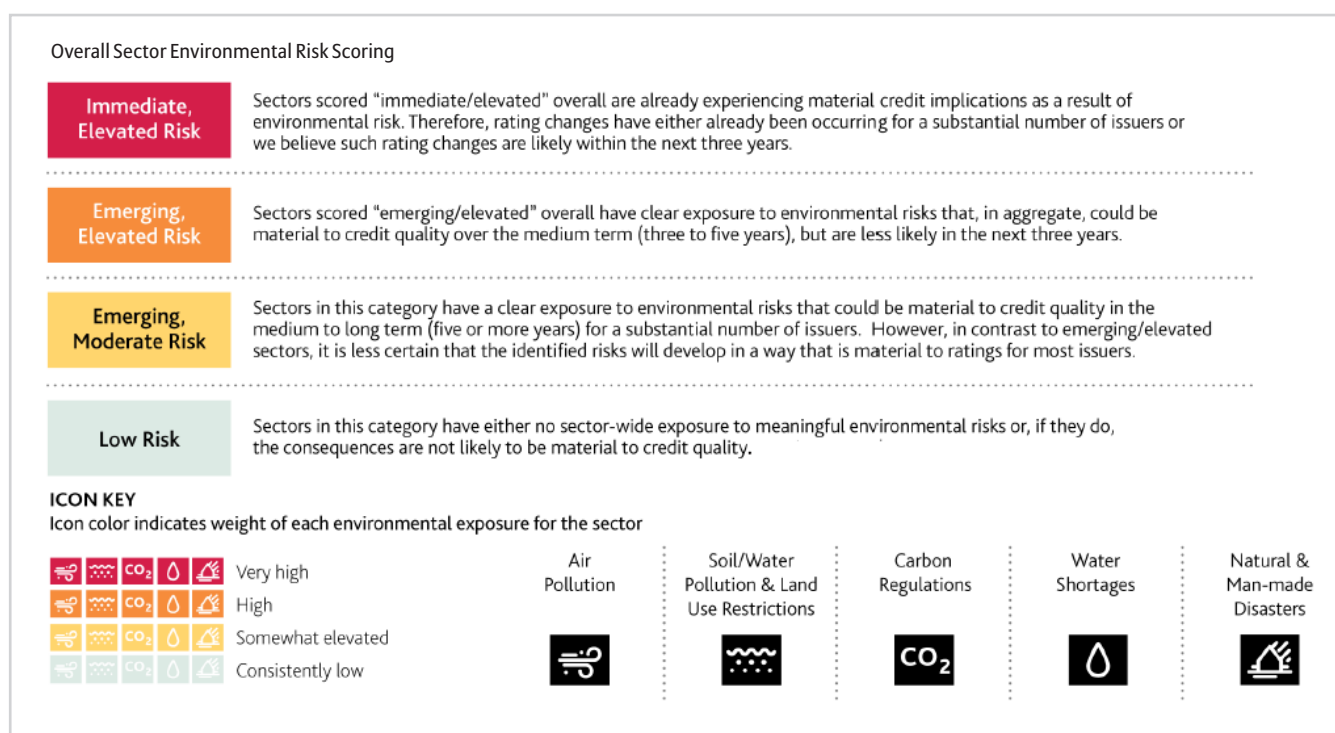 Overall Sector Environmental Risk Scoring
Immediate,
Elevated Risk
Sectors scored “immediate/elevated” overall are already experiencing material credit implications as a result of
environmental risk. Therefore, rating changes have either already been occurring for a substantial number of issuers or
we believe such rating changes are likely within the next three years.
Emerging,
Elevated Risk
Sectors scored “emerging/elevated” overall have clear exposure to environmental risks that, in aggregate, could be
material to credit quality over the medium term (three to five years), but are less likely in the next three years.
Emerging,
Moderate Risk
Sectors in this category have a clear exposure to environmental risks that could be material to credit quality in the
medium to long term (five or more years) for a substantial number of issuers. However, in contrast to emerging/elevated
sectors, it is less certain that the identified risks will develop in a way that is material to ratings for most issuers.
Low Risk
Sectors in this category have either no sector-wide exposure to meaningful environmental risks or, if they do,
the consequences are not likely to be material to credit quality.
ICON KEY
Icon color indicates weight of each environmental exposure for the sector
CO₂ Very high
CO₂ High
CO₂ Somewhat elevated
CO₂ Consistently low
Air
Pollution
Soil/Water
Pollution & Land
Use Restrictions
Carbon
Regulations
CO₂
Water
Shortages
Natural &
Man-made
Disasters